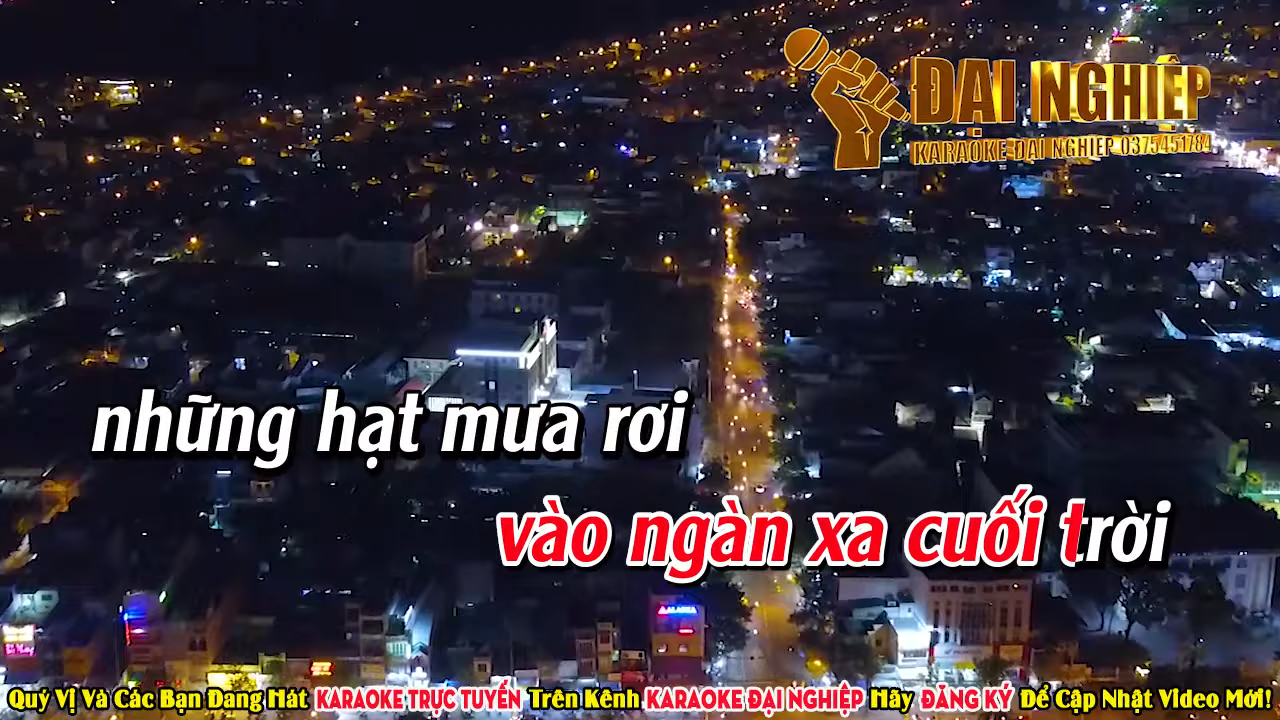 ĐẠI NGHIỆP
KARAOKE ĐẠI NGHIỆP 0375451784
những hạt mưa rơi
vào ngàn xa cuối trời
ALASKA
Quý Vị Và Các Bạn Đang Hát KARAOKE TRỰC TUYẾN Trên Kênh KARAOKE ĐẠI NGHIỆP Hãy ĐĂNG KÝ Để Cập Nhật Video Mới!